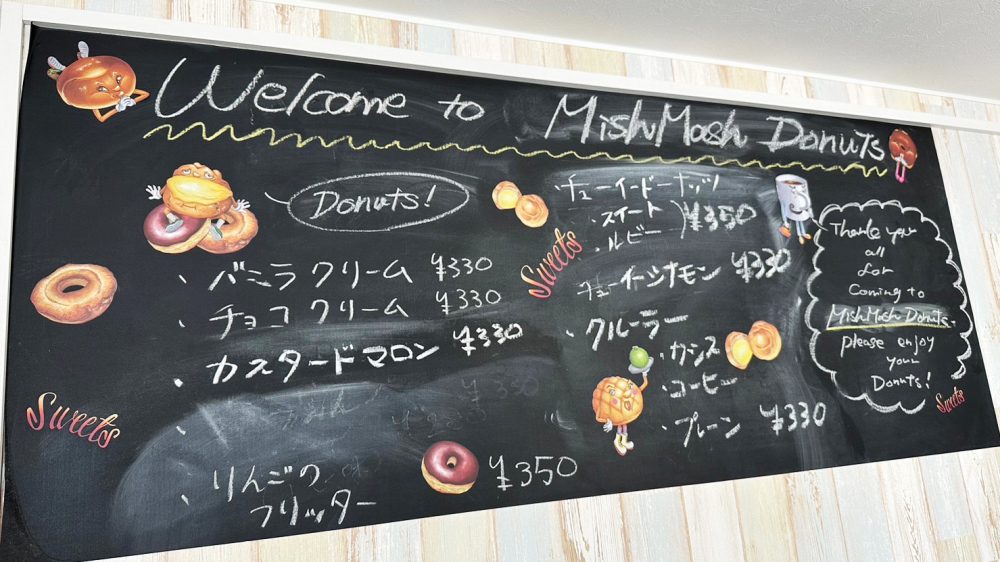 Welcome to MishMash Donuts
Donuts!
・バニラクリーム ¥330
・チョコクリーム ¥330
・カスタードマロン ¥330
・りんごの
フリッター ¥350
Sweets
・チューイードーナッツ
・スイート
・ルビー ¥350
Sweets
チューイーシナモン ¥330
・クルーラー
・カシス
・コーヒー
・プレーン ¥330
Thank you
all
for
coming to
MishMash Donuts.
please enjoy
your
Donuts!
Sweets